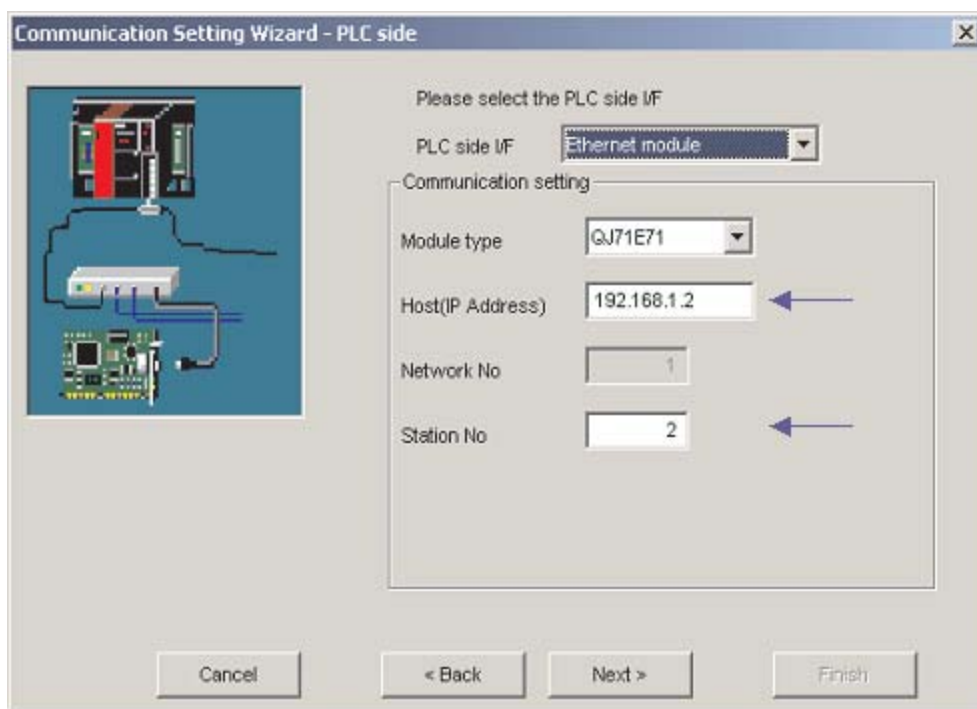 Communication Setting Wizard - PLC side
Please select the PLC side I/F
PLC side I/F Ethernet module
Communication setting
Module type QJ71E71
Host(IP Address) 192.168.1.2
Network No 1
Station No 2
Cancel < Back Next > Finish